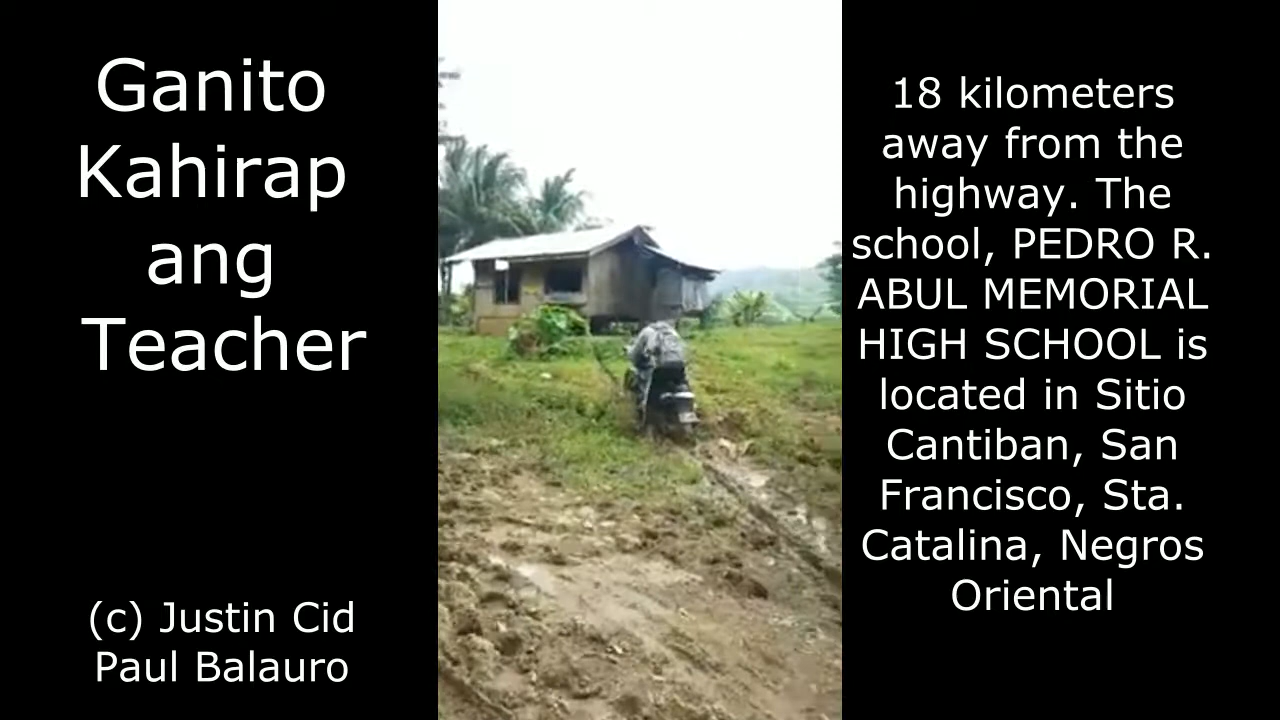 Ganito
Kahirap
ang
Teacher
(c) Justin Cid
Paul Balauro
18 kilometers
away from the
highway. The
school, PEDRO R.
ABUL MEMORIAL
HIGH SCHOOL is
located in Sitio
Cantiban, San
Francisco, Sta.
Catalina, Negros
Oriental